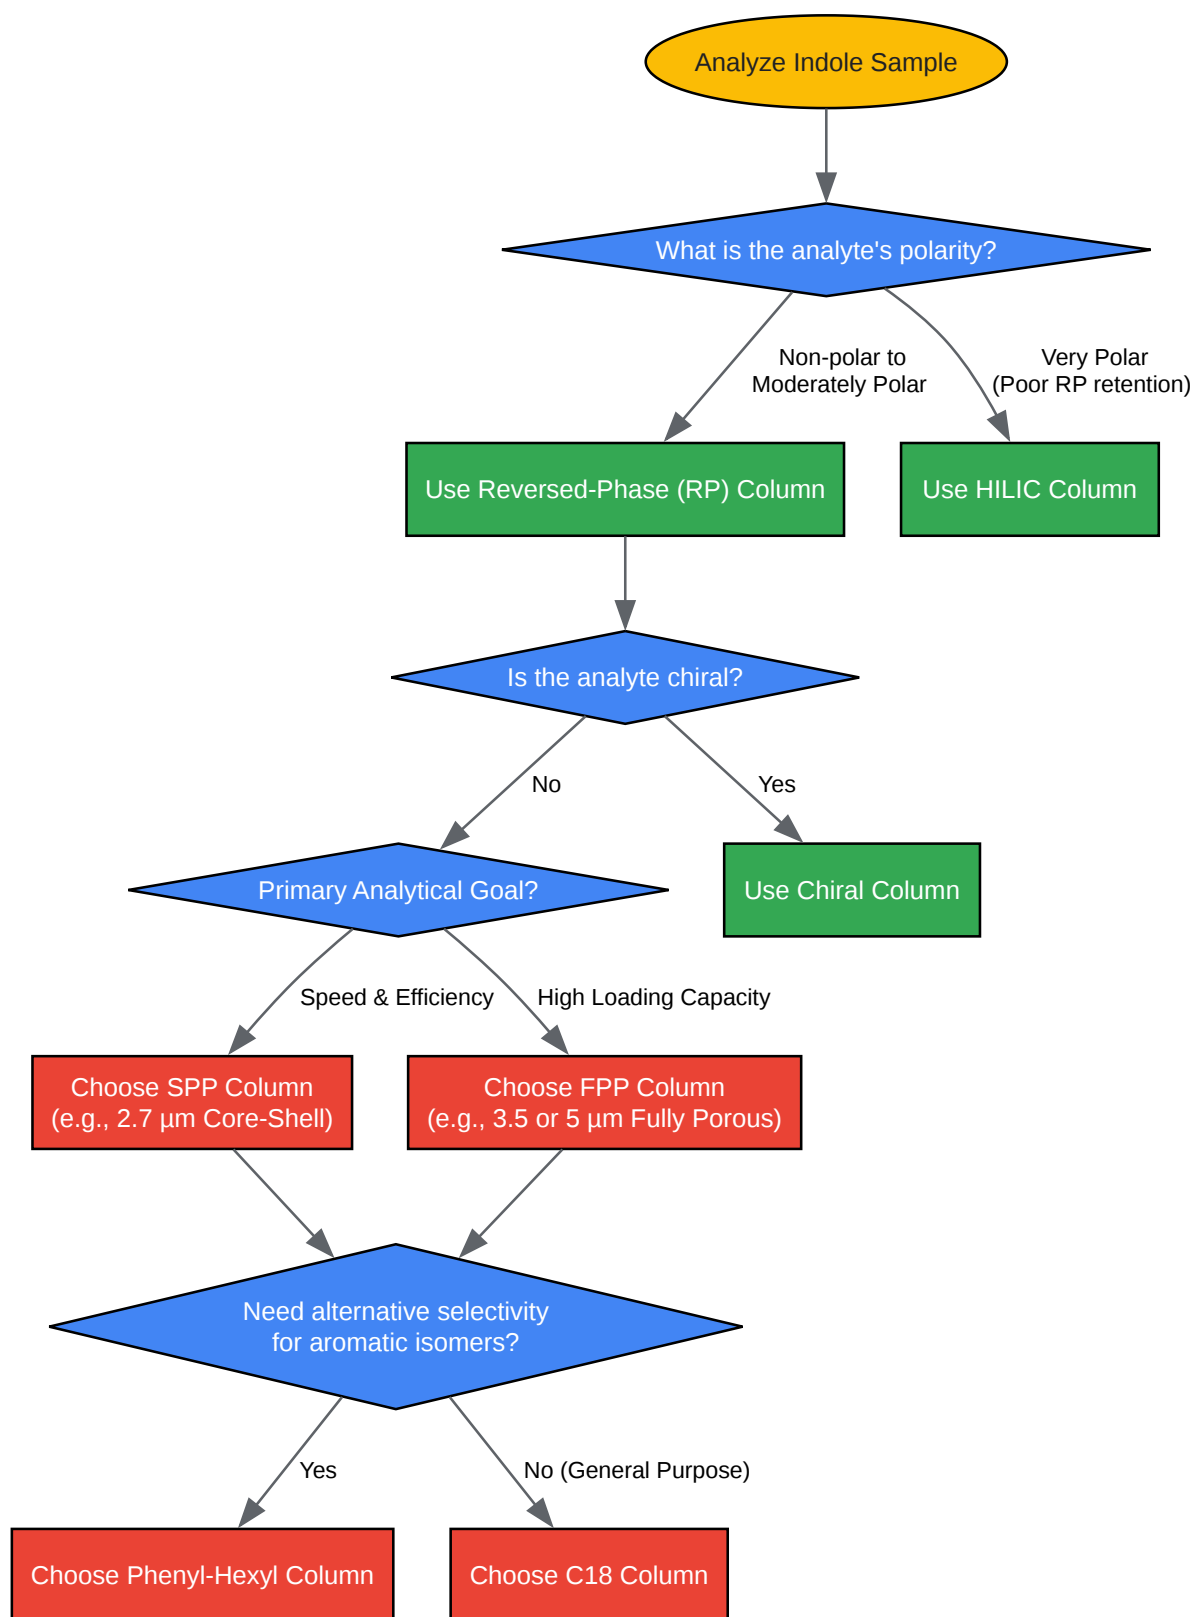 Analyze Indole Sample
What is the analyte's polarity?
Non-polar to
Moderately Polar
Very Polar
(Poor RP retention)
Use Reversed-Phase (RP) Column
Use HILIC Column
Is the analyte chiral?
No
Yes
Primary Analytical Goal?
Use Chiral Column
Speed & Efficiency
High Loading Capacity
Choose SPP Column
(e.g., 2.7 µm Core-Shell)
Choose FPP Column
(e.g., 3.5 or 5 µm Fully Porous)
Need alternative selectivity
for aromatic isomers?
Yes
No (General Purpose)
Choose Phenyl-Hexyl Column
Choose C18 Column